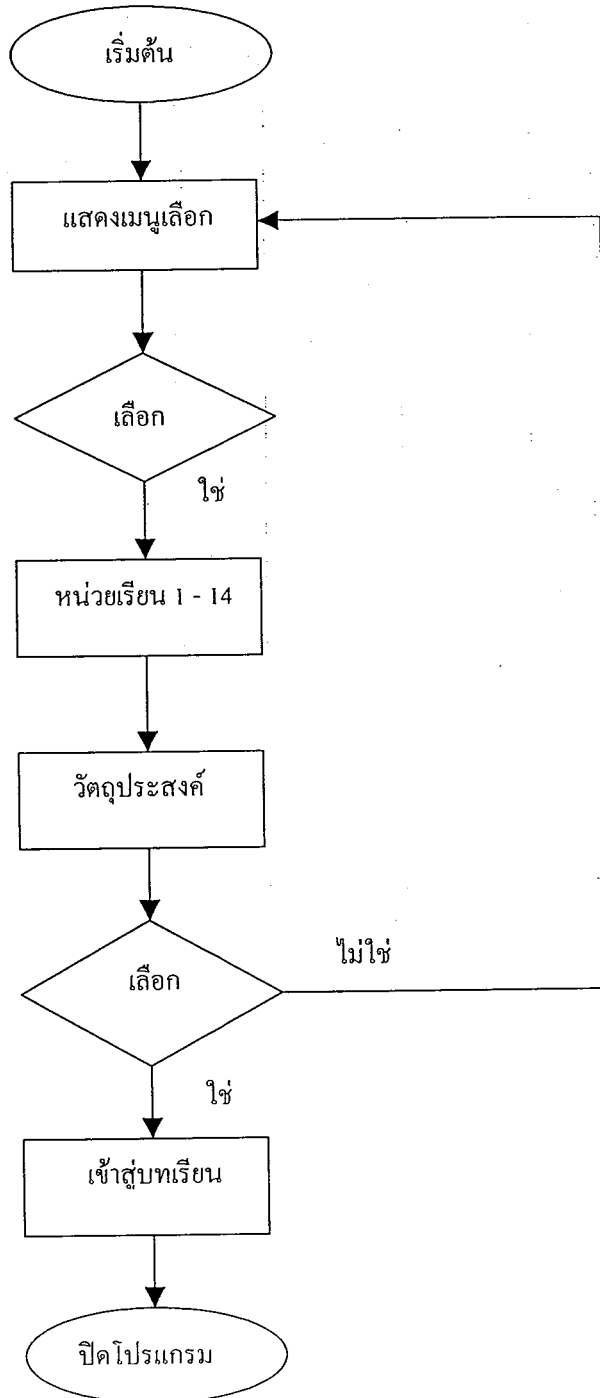 เริ่มต้น
แสดงเมนูเลือก
เลือก
ใช่
หน่วยเรียน 1 - 14
วัตถุประสงค์
เลือก
ไม่ใช่
ใช่
เข้าสู่บทเรียน
ปิดโปรแกรม